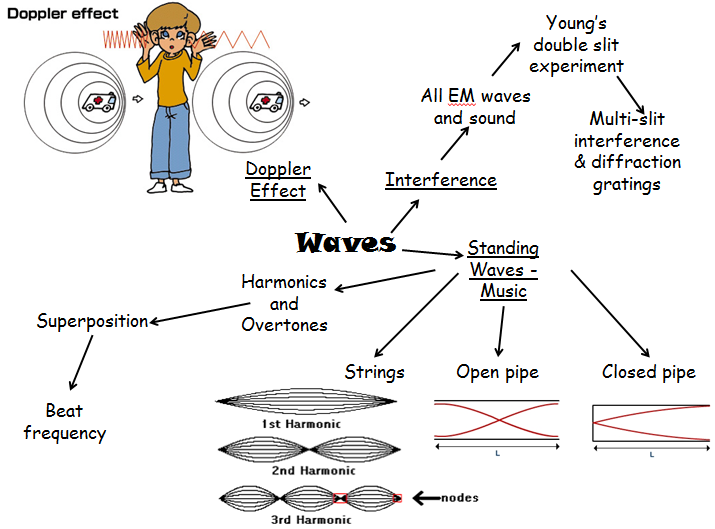 Doppler effect
Young's
double slit
experiment
All EM waves
and sound
Multi-slit
interference
& diffraction
gratings
Doppler
Effect
Interference
Waves
Standing
Waves -
Music
Harmonics
and
Overtones
Superposition
Beat
frequency
Strings
Open pipe
Closed pipe
1st Harmonic
2nd Harmonic
3rd Harmonic
nodes
L
L